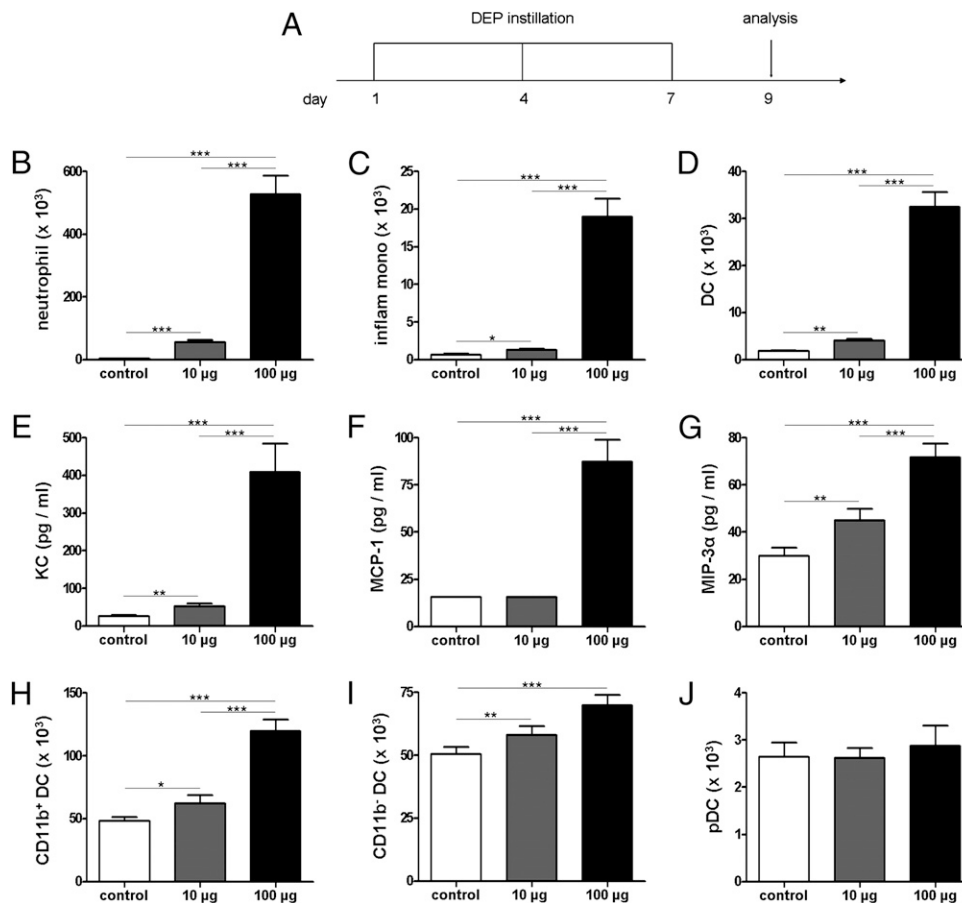 A
DEP instillation
analysis
day
1
4
7
9
B
neutrophil (x 10³)
600
400
200
0
***
***
***
control
10 µg
100 µg
C
inflam mono (x 10³)
25
20
15
10
5
0
***
***
*
control
10 µg
100 µg
D
DC (x 10³)
40
30
20
10
0
***
***
**
control
10 µg
100 µg
E
KC (pg / ml)
500
400
300
200
100
0
***
***
**
control
10 µg
100 µg
F
MCP-1 (pg / ml)
100
75
50
25
0
***
***
control
10 µg
100 µg
G
MIP-3α (pg / ml)
80
60
40
20
0
***
***
**
control
10 µg
100 µg
H
CD11b⁺ DC (x 10³)
150
100
50
0
***
***
*
control
10 µg
100 µg
I
CD11b⁻ DC (x 10³)
75
50
25
0
***
**
control
10 µg
100 µg
J
pDC (x 10³)
4
3
2
1
0
control
10 µg
100 µg